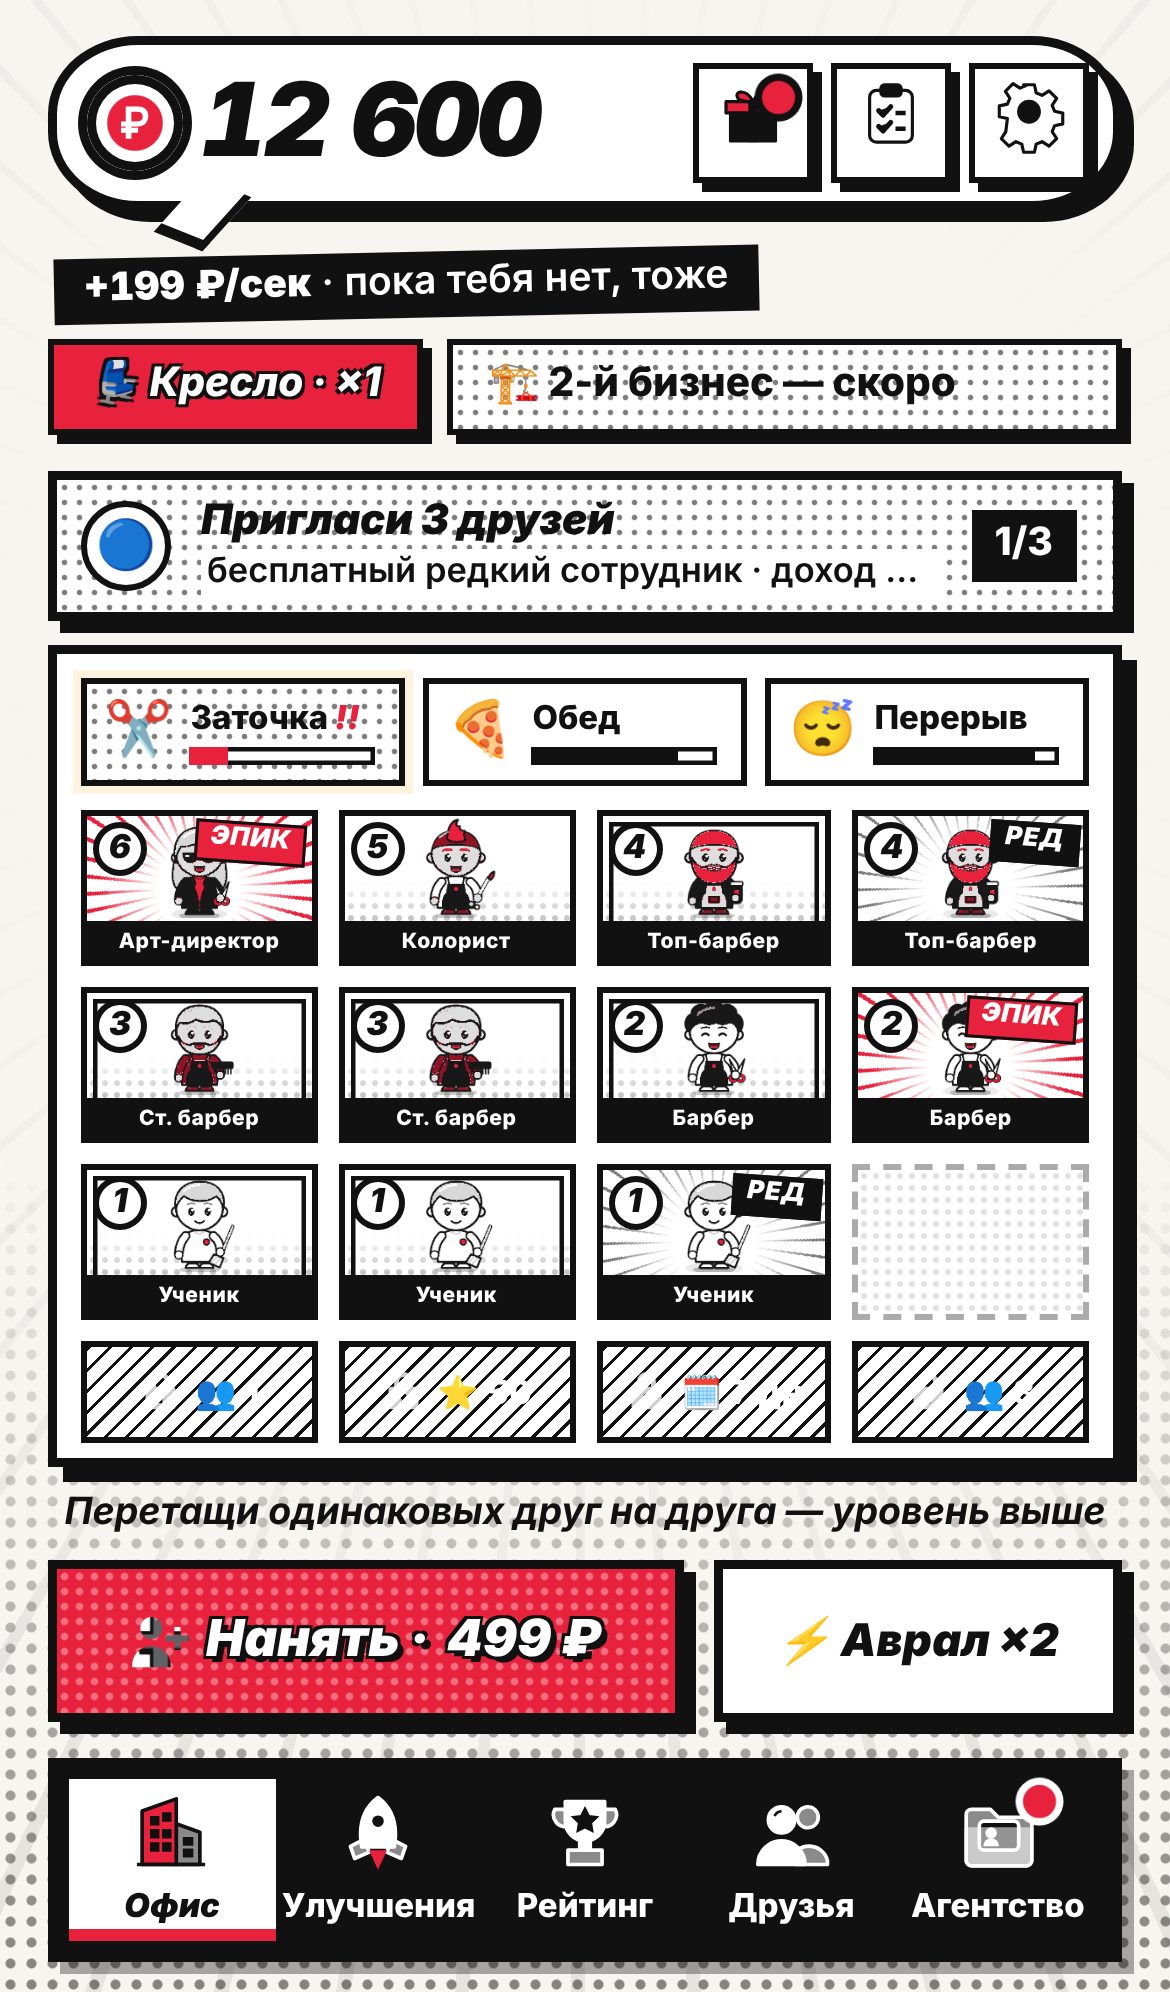 ₽ 12 600
+199 ₽/сек · пока тебя нет, тоже
Кресло · ×1
2-й бизнес — скоро
Пригласи 3 друзей
бесплатный редкий сотрудник · доход ...
1/3
Заточка !!
Обед
Перерыв
6 ЭПИК
5
4
4 РЕД
Арт-директор
Колорист
Топ-барбер
Топ-барбер
3
3
2
2 ЭПИК
Ст. барбер
Ст. барбер
Барбер
Барбер
1
1
1 РЕД
Ученик
Ученик
Ученик
Перетащи одинаковых друг на друга — уровень выше
Нанять · 499 ₽
Аврал ×2
Офис
Улучшения
Рейтинг
Друзья
Агентство